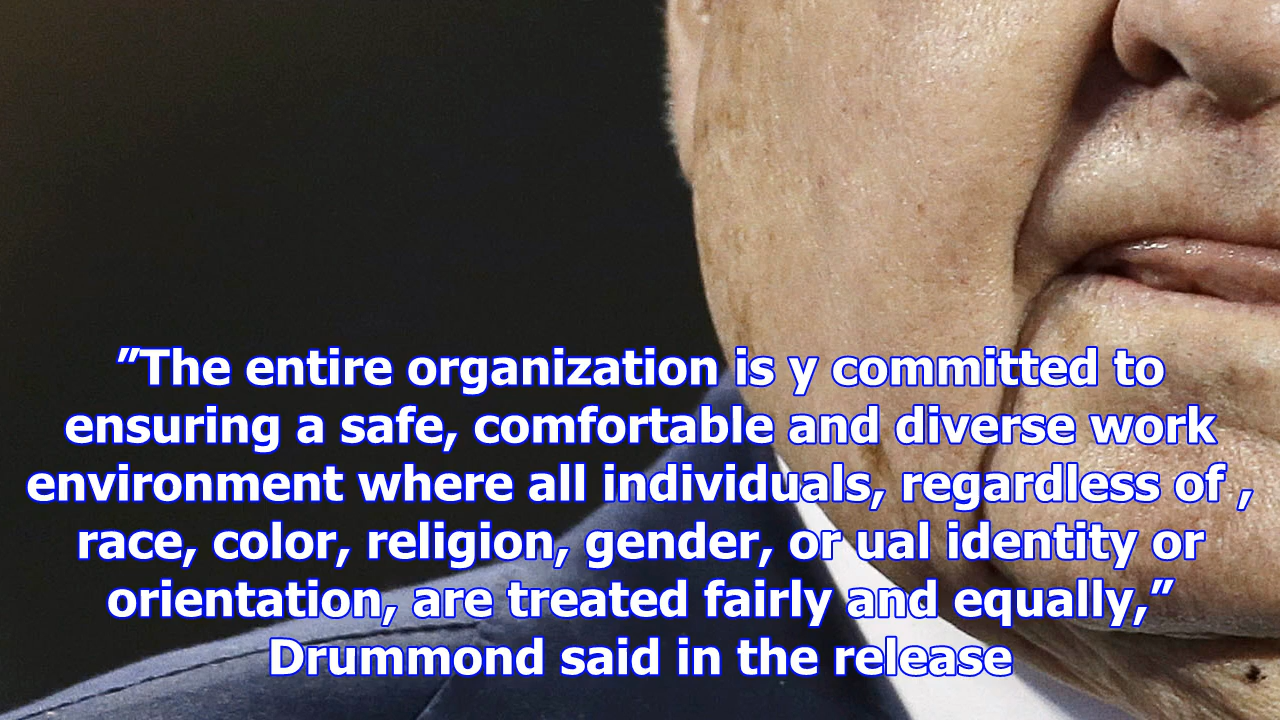 ”The entire organization is y committed to
ensuring a safe, comfortable and diverse work
environment where all individuals, regardless of ,
race, color, religion, gender, or ual identity or
orientation, are treated fairly and equally,”
Drummond said in the release